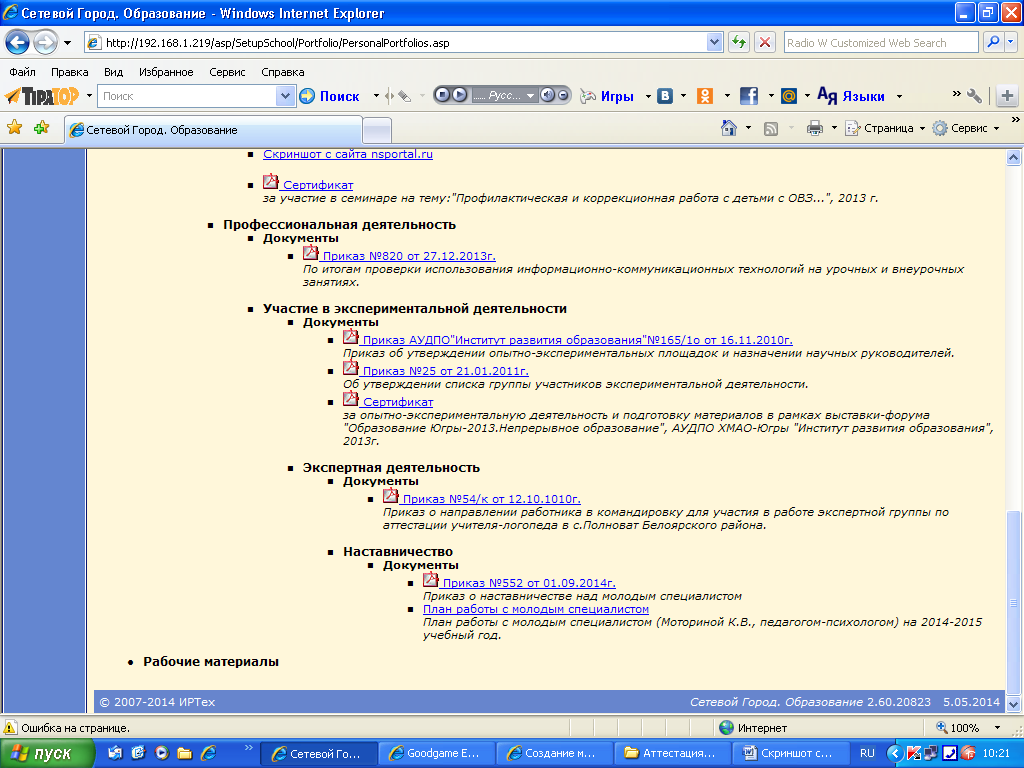 Сетевой Город. Образование - Windows Internet Explorer
http://192.168.1.219/asp/SetupSchool/Portfolio/PersonalPortfolios.asp
Radio W Customized Web Search
Файл Правка Вид Избранное Сервис Справка
ТІРАТОР Поиск Поиск ..... Русс... Игры В Языки »
Сетевой Город. Образование
Страница Сервис »
Скриншот с сайта nsportal.ru
Сертификат
за участие в семинаре на тему:"Профилактическая и коррекционная работа с детьми с ОВЗ...", 2013 г.
Профессиональная деятельность
Документы
Приказ №820 от 27.12.2013г.
По итогам проверки использования информационно-коммуникационных технологий на урочных и внеурочных
занятиях.
Участие в экспериментальной деятельности
Документы
Приказ АУДПО"Институт развития образования"№165/1о от 16.11.2010г.
Приказ об утверждении опытно-экспериментальных площадок и назначении научных руководителей.
Приказ №25 от 21.01.2011г.
Об утверждении списка группы участников экспериментальной деятельности.
Сертификат
за опытно-экспериментальную деятельность и подготовку материалов в рамках выставки-форума
"Образование Югры-2013.Непрерывное образование", АУДПО ХМАО-Югры "Институт развития образования",
2013г.
Экспертная деятельность
Документы
Приказ №54/к от 12.10.1010г.
Приказ о направлении работника в командировку для участия в работе экспертной группы по
аттестации учителя-логопеда в с.Полноват Белоярского района.
Наставничество
Документы
Приказ №552 от 01.09.2014г.
Приказ о наставничестве над молодым специалистом
План работы с молодым специалистом
План работы с молодым специалистом (Моториной К.В., педагогом-психологом) на 2014-2015
учебный год.
Рабочие материалы
© 2007-2014 ИРТех Сетевой Город. Образование 2.60.20823 5.05.2014
Ошибка на странице. Интернет 100%
пуск » Сетевой Го... Goodgame E... Создание м... Аттестация... Скриншот с... RU 10:21